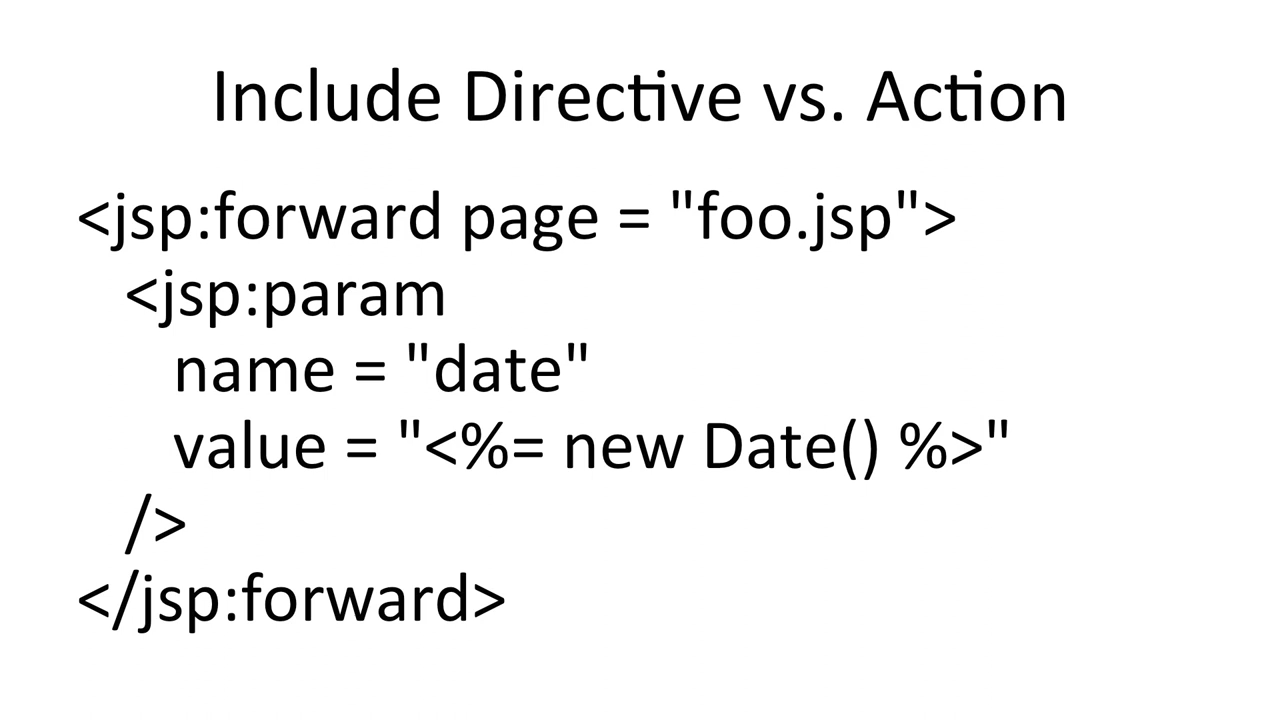 Include Directive vs. Action
<jsp:forward page = "foo.jsp">
<jsp:param
name = "date"
value = "<%= new Date() %>"
/>
</jsp:forward>